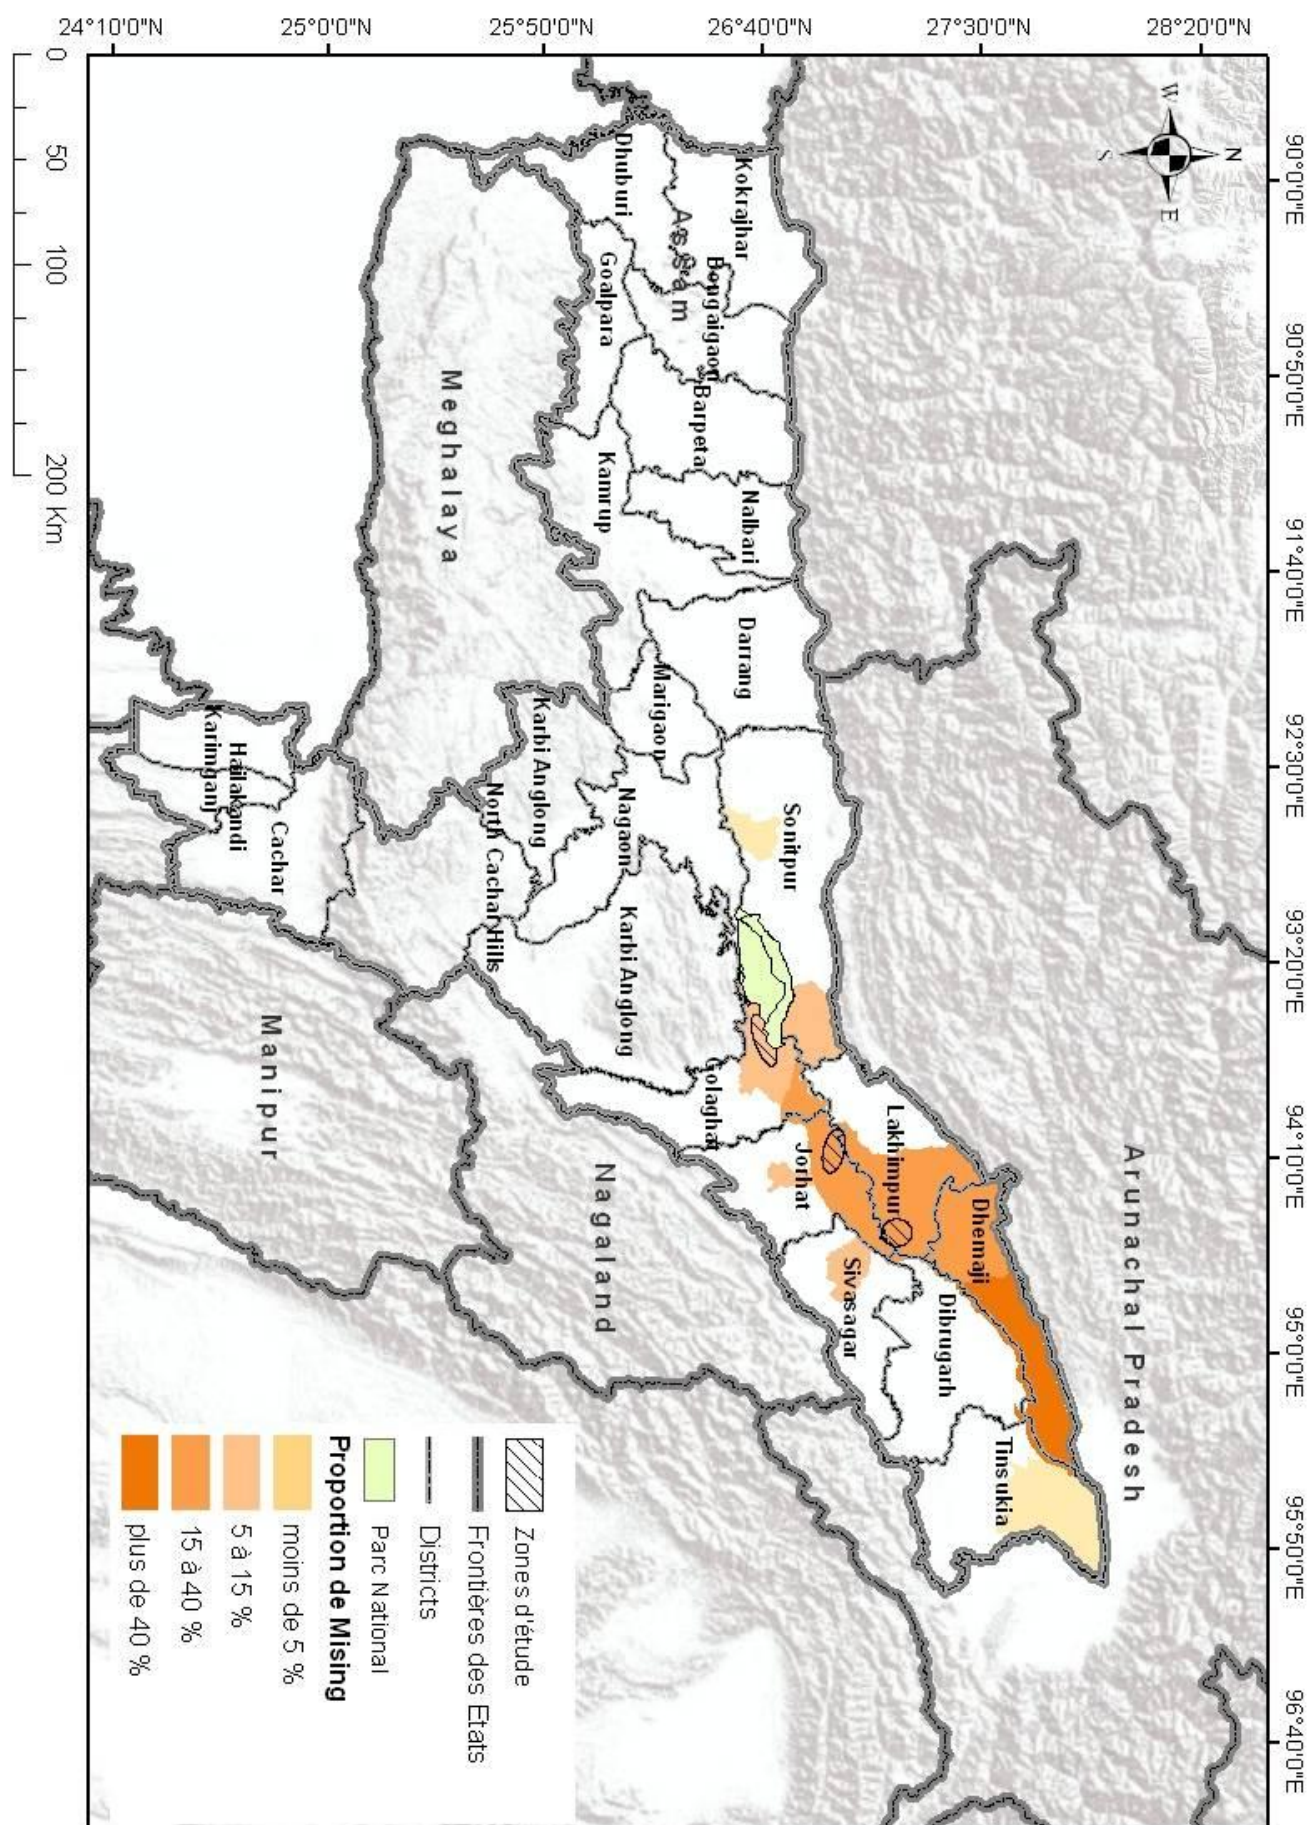 90°0'0"E
90°50'0"E
91°40'0"E
92°30'0"E
93°20'0"E
94°10'0"E
95°0'0"E
95°50'0"E
96°40'0"E
28°20'0"N
27°30'0"N
26°40'0"N
25°50'0"N
25°0'0"N
24°10'0"N
N
W
E
S
Arunachal Pradesh
Kokrajhar
Assam
Bongaigaon
Dhuburi
Goalpara
Barpeta
Nalbari
Kamrup
Darrang
Marigaon
Sonitpur
Nagaon
Karbi Anglong
Karbi Anglong
North Cachar Hills
Golaghat
Jorhat
Lakhimpur
Dhemaji
Sivasagar
Dibrugarh
Tinsukia
Meghalaya
Nagaland
Manipur
Cachar
Hailakandi
Karimganj
Zones d'étude
Frontières des Etats
Districts
Parc National
Proportion de Mising
moins de 5 %
5 à 15 %
15 à 40 %
plus de 40 %
0 50 100 200 Km